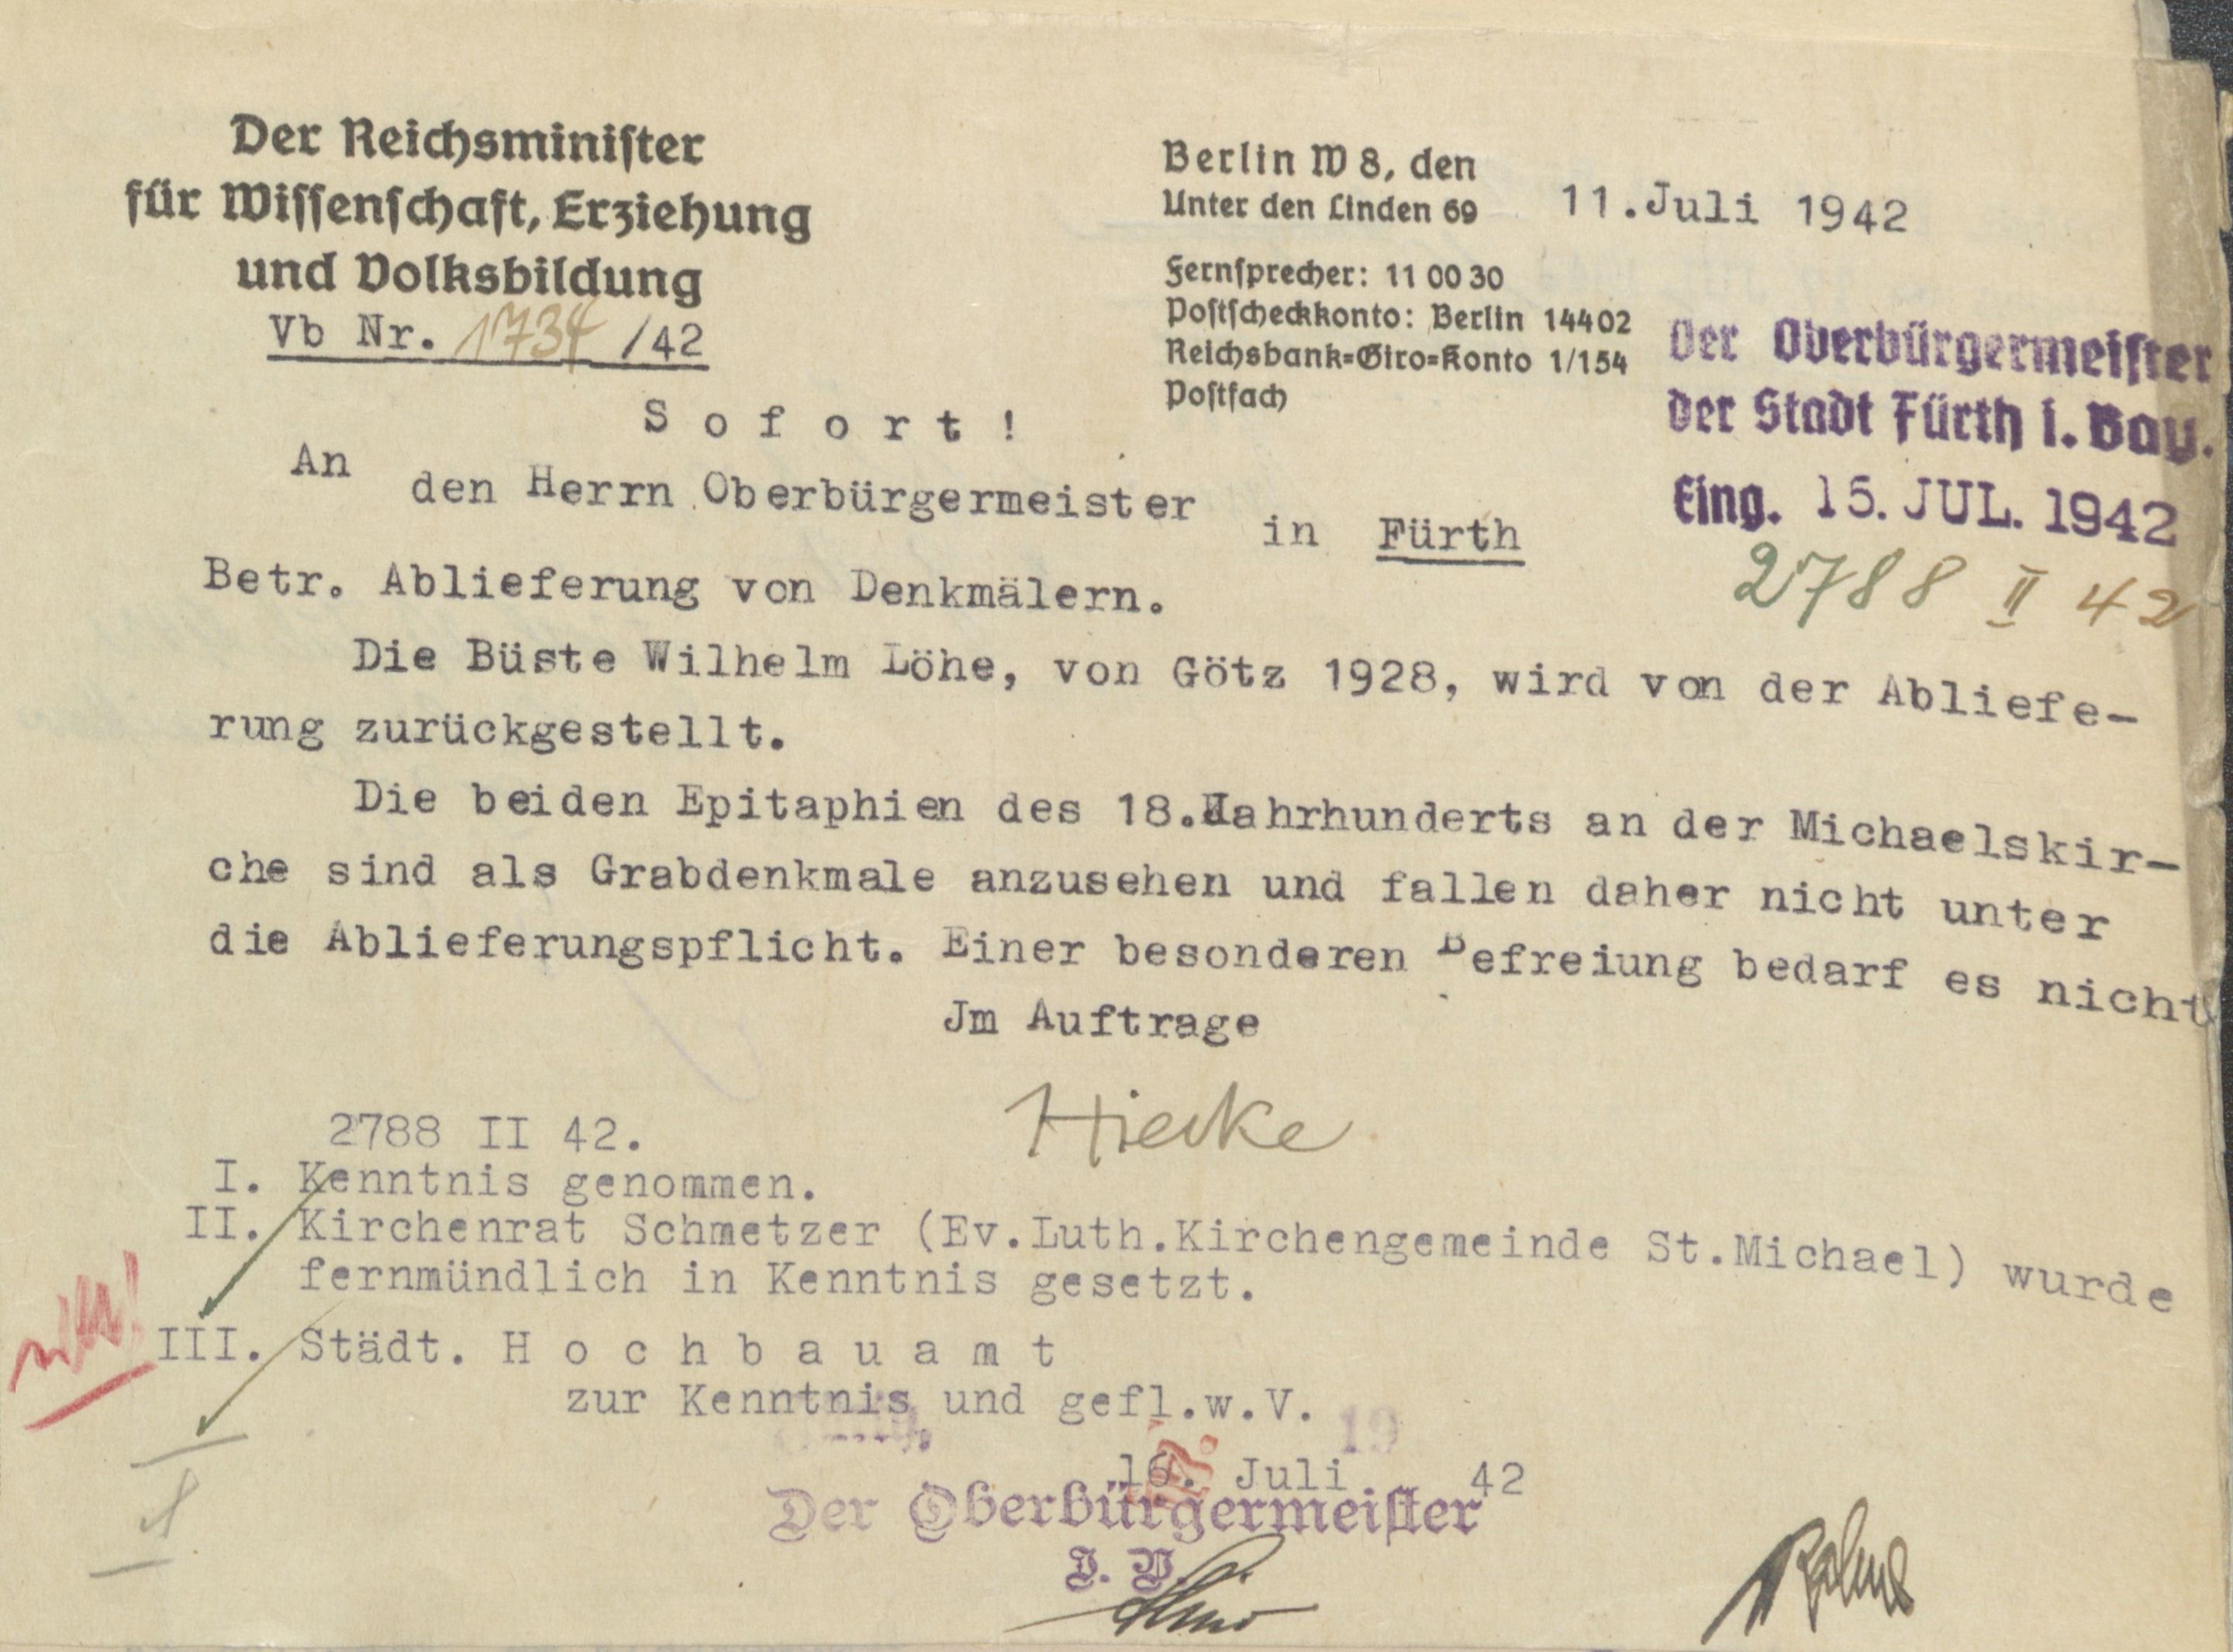 Der Reichsminister
für Wissenschaft, Erziehung
und Volksbildung
Vb Nr. 1734 /42
Berlin W 8, den
Unter den Linden 69
11.Juli 1942
Fernsprecher: 11 00 30
Postscheckkonto: Berlin 14402
Reichsbank=Giro=Konto 1/154
Postfach
Der Oberbürgermeister
der Stadt Fürth i. Bay.
Eing. 15. JUL. 1942
2788 II 42
S o f o r t !
An
den Herrn Oberbürgermeister
in Fürth
Betr. Ablieferung von Denkmälern.
Die Büste Wilhelm Löhe, von Götz 1928, wird von der Abliefe-
rung zurückgestellt.
Die beiden Epitaphien des 18.Jahrhunderts an der Michaelskir-
che sind als Grabdenkmale anzusehen und fallen daher nicht unter
die Ablieferungspflicht. Einer besonderen Befreiung bedarf es nicht
Jm Auftrage
Hiecke
2788 II 42.
I. Kenntnis genommen.
II. Kirchenrat Schmetzer (Ev.Luth.Kirchengemeinde St.Michael) wurde
fernmündlich in Kenntnis gesetzt.
III. Städt. H o c h b a u a m t
zur Kenntnis und gefl.w.V.
19
16. Juli 42
Der Oberbürgermeister
I. V.